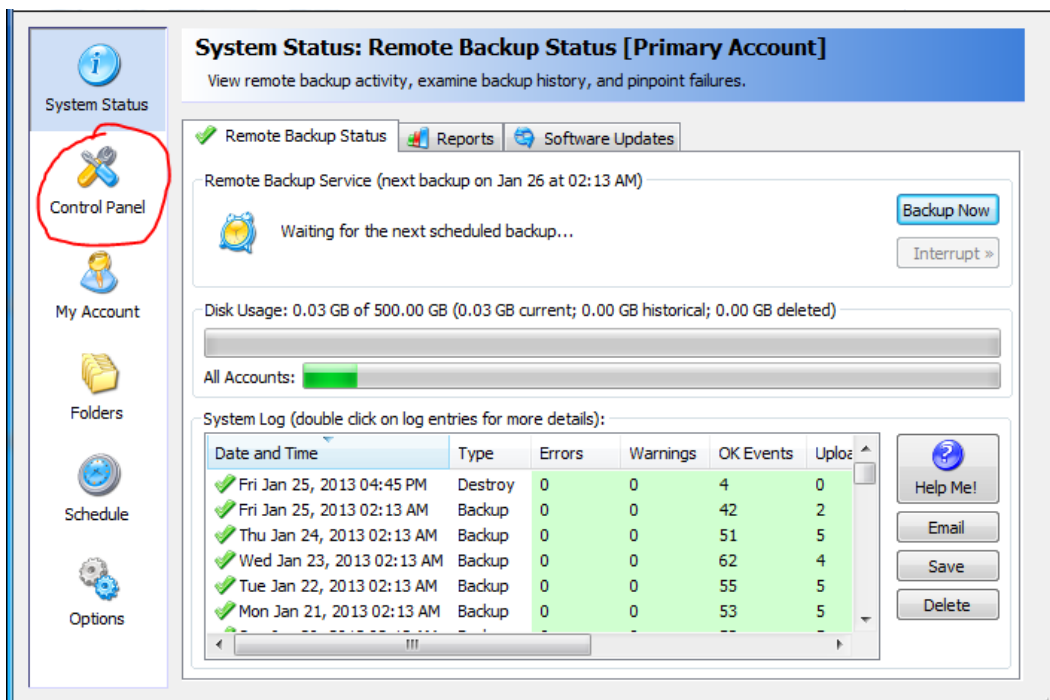 System Status: Remote Backup Status [Primary Account]
View remote backup activity, examine backup history, and pinpoint failures.
System Status
Control Panel
My Account
Folders
Schedule
Options
Remote Backup Status
Reports
Software Updates
Remote Backup Service (next backup on Jan 26 at 02:13 AM)
Waiting for the next scheduled backup...
Backup Now
Interrupt »
Disk Usage: 0.03 GB of 500.00 GB (0.03 GB current; 0.00 GB historical; 0.00 GB deleted)
All Accounts:
System Log (double click on log entries for more details):
Date and Time Type Errors Warnings OK Events Uploa
Fri Jan 25, 2013 04:45 PM Destroy 0 0 4 0
Fri Jan 25, 2013 02:13 AM Backup 0 0 42 2
Thu Jan 24, 2013 02:13 AM Backup 0 0 51 5
Wed Jan 23, 2013 02:13 AM Backup 0 0 62 4
Tue Jan 22, 2013 02:13 AM Backup 0 0 55 5
Mon Jan 21, 2013 02:13 AM Backup 0 0 53 5
Help Me!
Email
Save
Delete